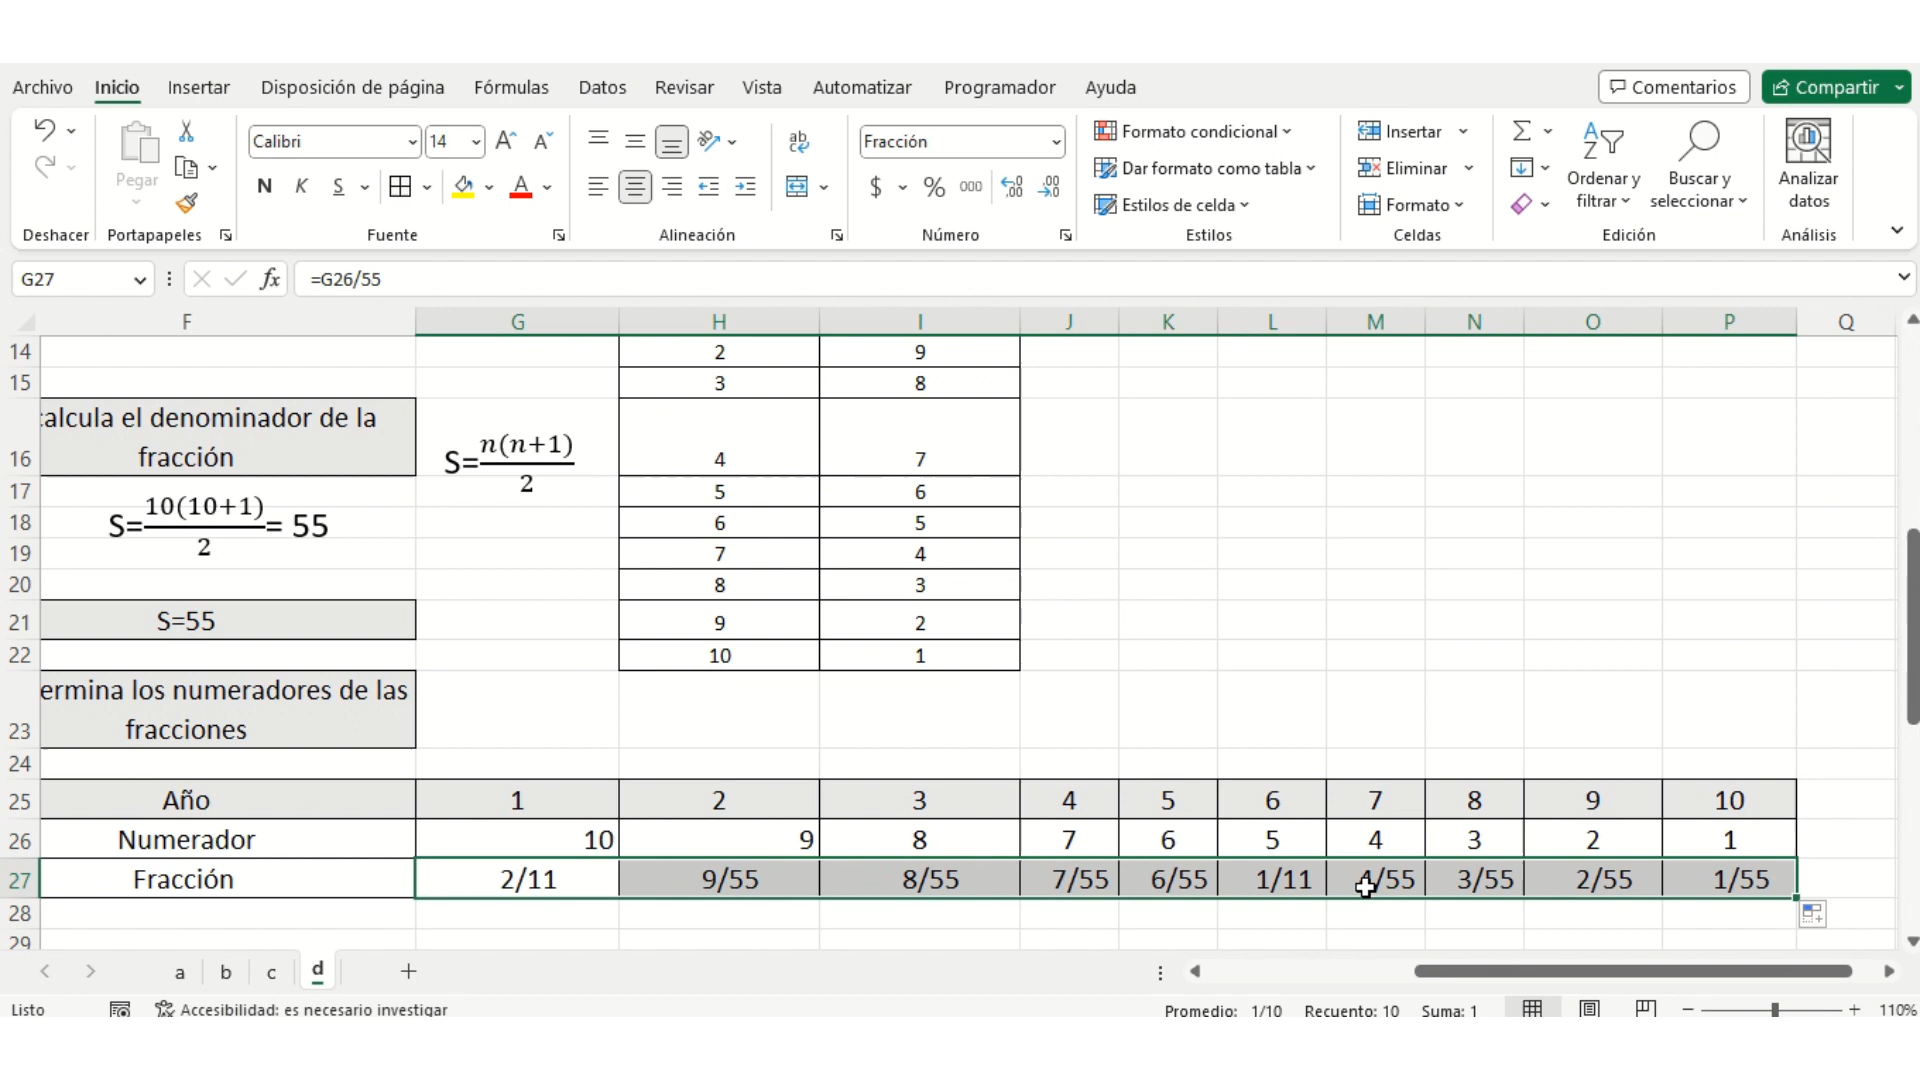 Archivo Inicio Insertar Disposición de página Fórmulas Datos Revisar Vista Automatizar Programador Ayuda Comentarios Compartir
Calibri 14 Fracción
Pegar
N K S
$ % 000
Formato condicional
Dar formato como tabla
Estilos de celda
Insertar
Eliminar
Formato
Ordenar y
filtrar
Buscar y
seleccionar
Analizar
datos
Deshacer Portapapeles Fuente Alineación Número Estilos Celdas Edición Análisis
G27 fx =G26/55
F G H I J K L M N O P Q
14 2 9
15 3 8
calcula el denominador de la
fracción
S=n(n+1)/2
16 4 7
17 5 6
S=10(10+1)/2= 55
18 6 5
19 7 4
20 8 3
21 S=55 9 2
22 10 1
ermina los numeradores de las
23 fracciones
24
25 Año 1 2 3 4 5 6 7 8 9 10
26 Numerador 10 9 8 7 6 5 4 3 2 1
27 Fracción 2/11 9/55 8/55 7/55 6/55 1/11 4/55 3/55 2/55 1/55
28
29
a b c d
Listo Accesibilidad: es necesario investigar Promedio: 1/10 Recuento: 10 Suma: 1 110%